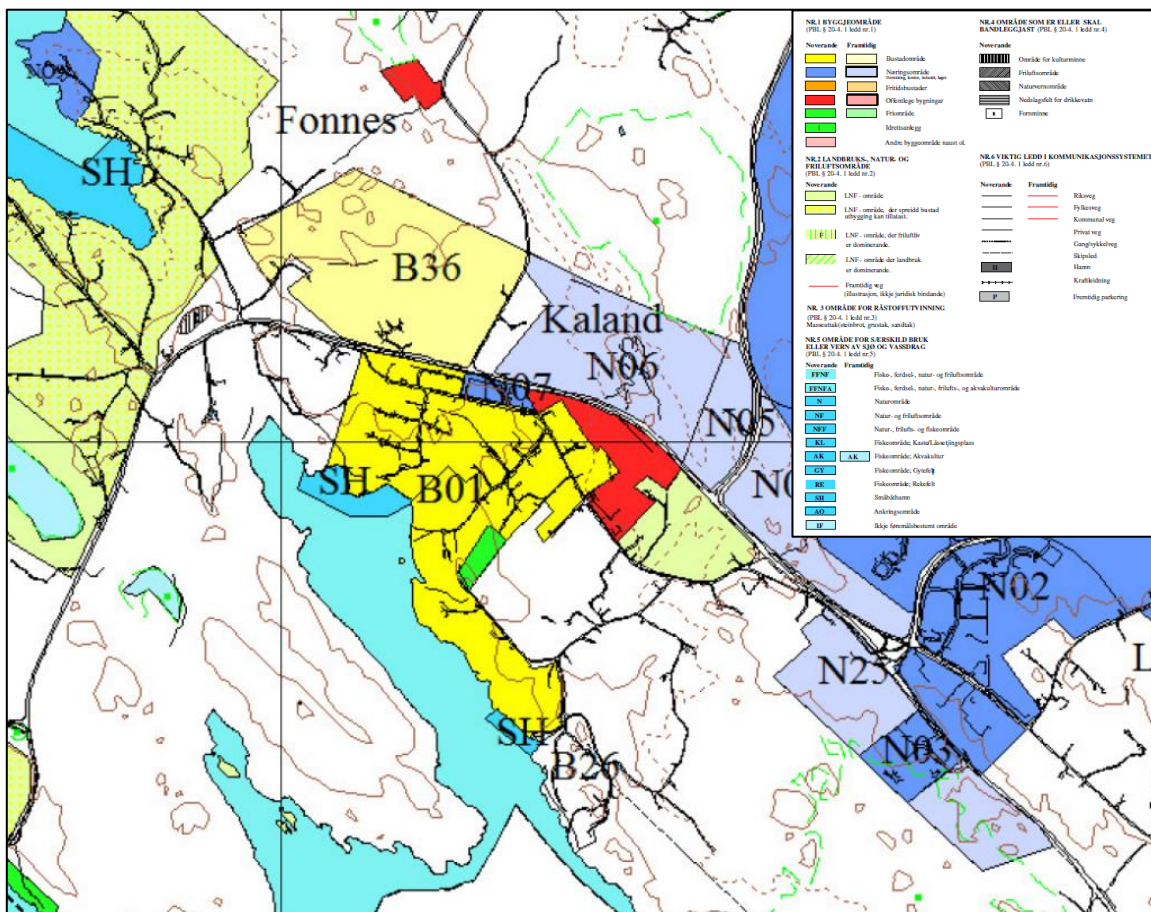 N09
Fonnes
SH
B36
Kaland
N06
N07
N05
SH
B01
N02
N25
L
SH
N03
B26
NR.1 BYGGJEOMRÅDE
(PBL § 20-4. 1 ledd nr.1)
Noverande Framtidig
Bustadområde
Næringsområde
Fritidsbustader
Offentlege bygningar
Friområde
I Idrettsanlegg
Andre byggeområde naust ol.
NR.2 LANDBRUKS-, NATUR- OG
FRILUFTSOMRÅDE
(PBL § 20-4. 1 ledd nr.2)
Noverande
LNF - område
LNF - område, der spreidd bustad
utbygging kan tillatast.
F LNF - område, der friluftliv
er dominerande.
LNF - område der landbruk
er dominerande.
Framtidig veg
(illustrasjon, ikkje juridisk bindande)
NR. 3 OMRÅDE FOR RÅSTOFFUTVINNING
(PBL § 20-4. 1 ledd nr.3)
Masseuttak(steinbrot, grustak, sandtak)
NR.5 OMRÅDE FOR SÆRSKILD BRUK
ELLER VERN AV SJØ OG VASSDRAG
(PBL § 20-4. 1 ledd nr.5)
Noverande Framtidig
FFNF Fiske-, ferdsel-, natur- og friluftsområde
FFNFA Fiske-, ferdsel-, natur-, frilufts-, og akvakulturområde
N Naturområde
NF Natur- og friluftsområde
NFF Natur-, frilufts- og fiskeområde
KL Fiskeområde; Kaste/Låssetjingsplass
AK AK Fiskeområde; Akvakultur
GY Fiskeområde; Gytefelt
RE Fiskeområde; Rekefelt
SH Småbåthamn
AO Ankringsområde
IF Ikkje føremålsbestemt område
NR.4 OMRÅDE SOM ER ELLER SKAL
BANDLEGGJAST (PBL § 20-4. 1 ledd nr.4)
Noverande
Område for kulturminne
Friluftsområde
Naturvernområde
Nedslagsfelt for drikkevatn
Fornminne
NR.6 VIKTIG LEDD I KOMMUNIKASJONSSYSTEMET
(PBL § 20-4. 1 ledd nr.6)
Noverande Framtidig
Riksveg
Fylkesveg
Kommunal veg
Privat veg
Gang/sykkelveg
Skipsled
H Hamn
Kraftleidning
P Framtidig parkering